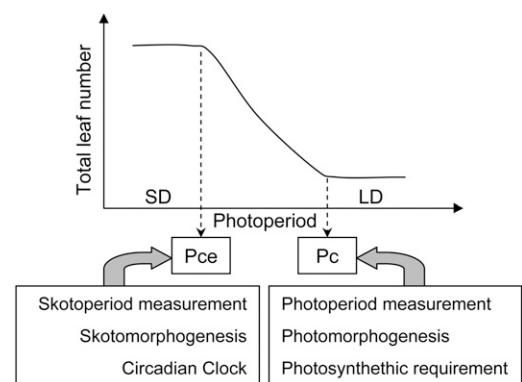 Total leaf number
SD
LD
Photoperiod
Pce
Pc
Skotoperiod measurement
Skotomorphogenesis
Circadian Clock
Photoperiod measurement
Photomorphogenesis
Photosynthethic requirement